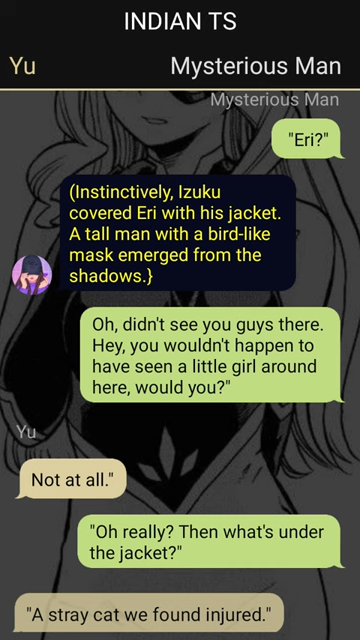 INDIAN TS
Yu
Mysterious Man
Mysterious Man
"Eri?"
(Instinctively, Izuku
covered Eri with his jacket.
A tall man with a bird-like
mask emerged from the
shadows.}
Oh, didn't see you guys there.
Hey, you wouldn't happen to
have seen a little girl around
here, would you?"
Yu
Not at all."
"Oh really? Then what's under
the jacket?"
"A stray cat we found injured."